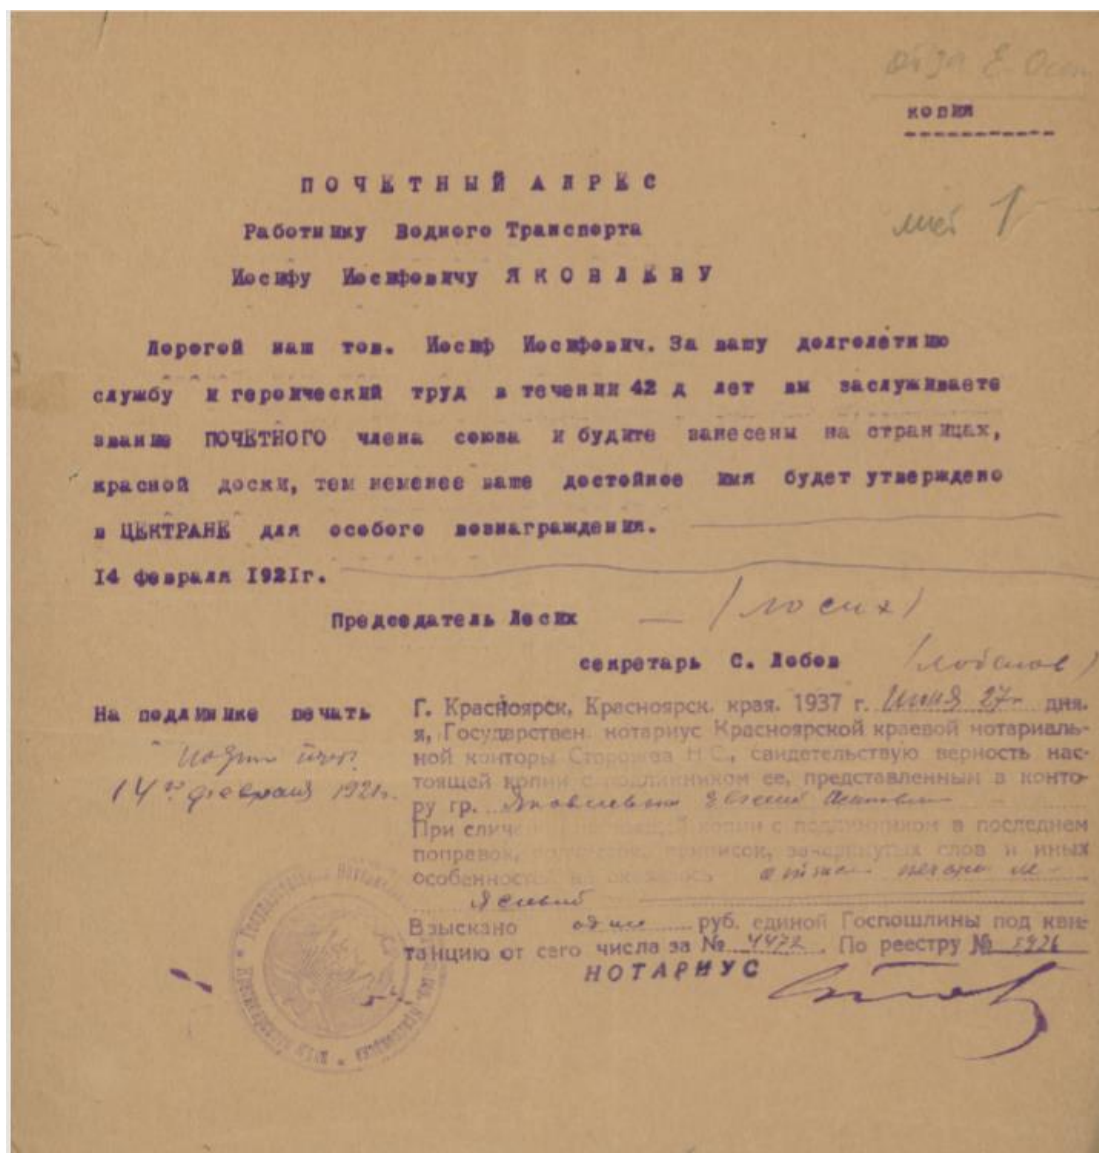 копия
ПОЧЕТНЫЙ АДРЕС
Работнику Водного Транспорта
Иосифу Иосифовичу ЯКОВЛЕВУ
Дорогой наш тов. Иосиф Иосифович. За вашу долголетнюю
службу и героический труд в течении 42 д лет вы заслуживаете
звание ПОЧЕТНОГО члена союза и будите занесены на страницах,
красной доски, тем неменее ваше достойное имя будет утверждено
в ЦЕКТРАНЕ для особого вознаграждения.
14 февраля 1921г.
Председатель Лосих (лосих)
секретарь С. Лобов
На подлинике печать
14го февраля 1921г.
Г. Красноярск, Красноярск. края. 1937 г. 27 дня.
я, Государствен. нотариус Красноярской краевой нотариаль-
ной конторы Сторожева Н.С., свидетельствую верность нас-
тоящей копии с подлинником ее, представленным в конто-
ру гр.
При сличении настоящей копии с подлинником в последнем
поправок, приписок, зачеркнутых слов и иных
особенностей не оказалось
Взыскано один руб. единой Госпошлины под кви-
танцию от сего числа за № 4472. По реестру №
НОТАРИУС